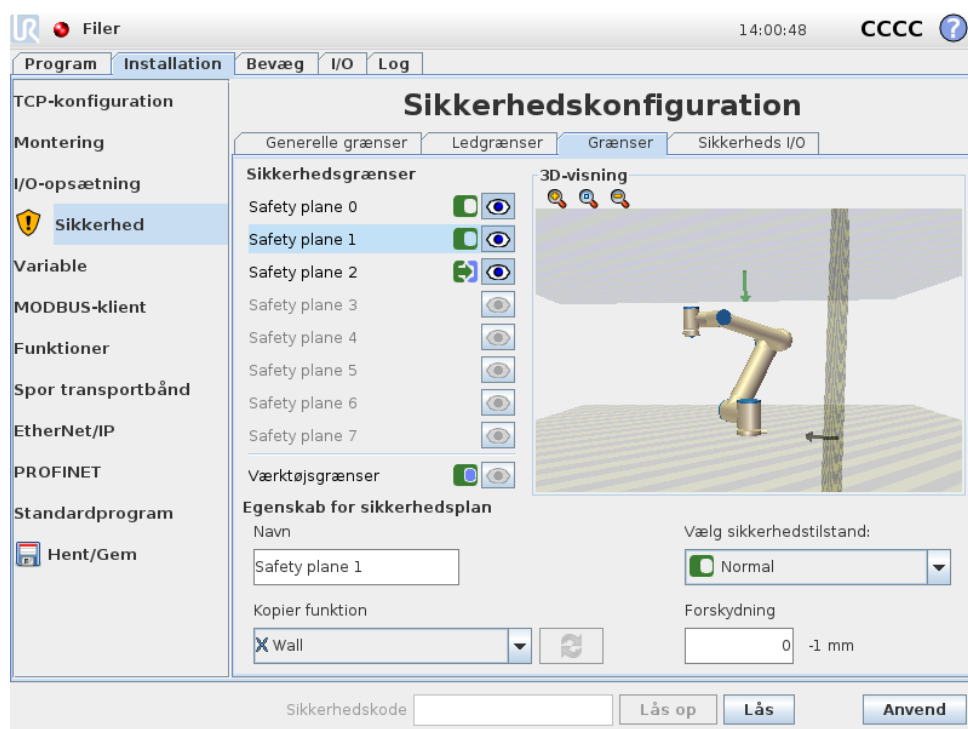 UR Filer 14:00:48 CCCC ?
Program Installation Bevæg I/O Log
TCP-konfiguration
Montering
I/O-opsætning
Sikkerhed
Variable
MODBUS-klient
Funktioner
Spor transportbånd
EtherNet/IP
PROFINET
Standardprogram
Hent/Gem
Sikkerhedskonfiguration
Generelle grænser Ledgrænser Grænser Sikkerheds I/O
Sikkerhedsgrænser
Safety plane 0
Safety plane 1
Safety plane 2
Safety plane 3
Safety plane 4
Safety plane 5
Safety plane 6
Safety plane 7
Værktøjsgrænser
3D-visning
Egenskab for sikkerhedsplan
Navn
Safety plane 1
Kopier funktion
Wall
Vælg sikkerhedstilstand:
Normal
Forskydning
0 -1 mm
Sikkerhedskode Lås op Lås Anvend